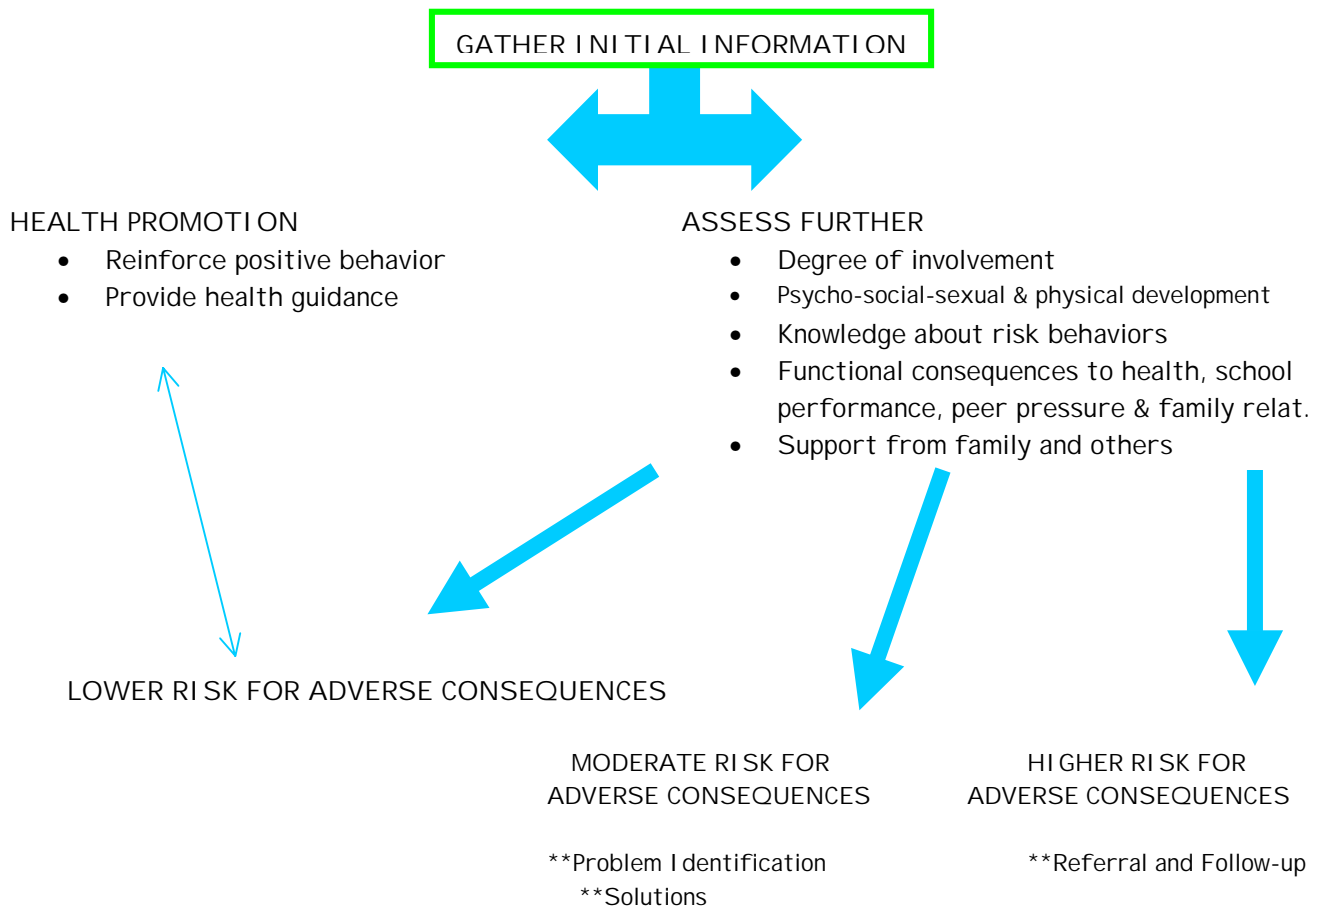 GATHER INITIAL INFORMATION
HEALTH PROMOTION
• Reinforce positive behavior
• Provide health guidance
ASSESS FURTHER
• Degree of involvement
• Psycho-social-sexual & physical development
• Knowledge about risk behaviors
• Functional consequences to health, school
performance, peer pressure & family relat.
• Support from family and others
LOWER RISK FOR ADVERSE CONSEQUENCES
MODERATE RISK FOR
ADVERSE CONSEQUENCES
**Problem Identification
**Solutions
HIGHER RISK FOR
ADVERSE CONSEQUENCES
**Referral and Follow-up